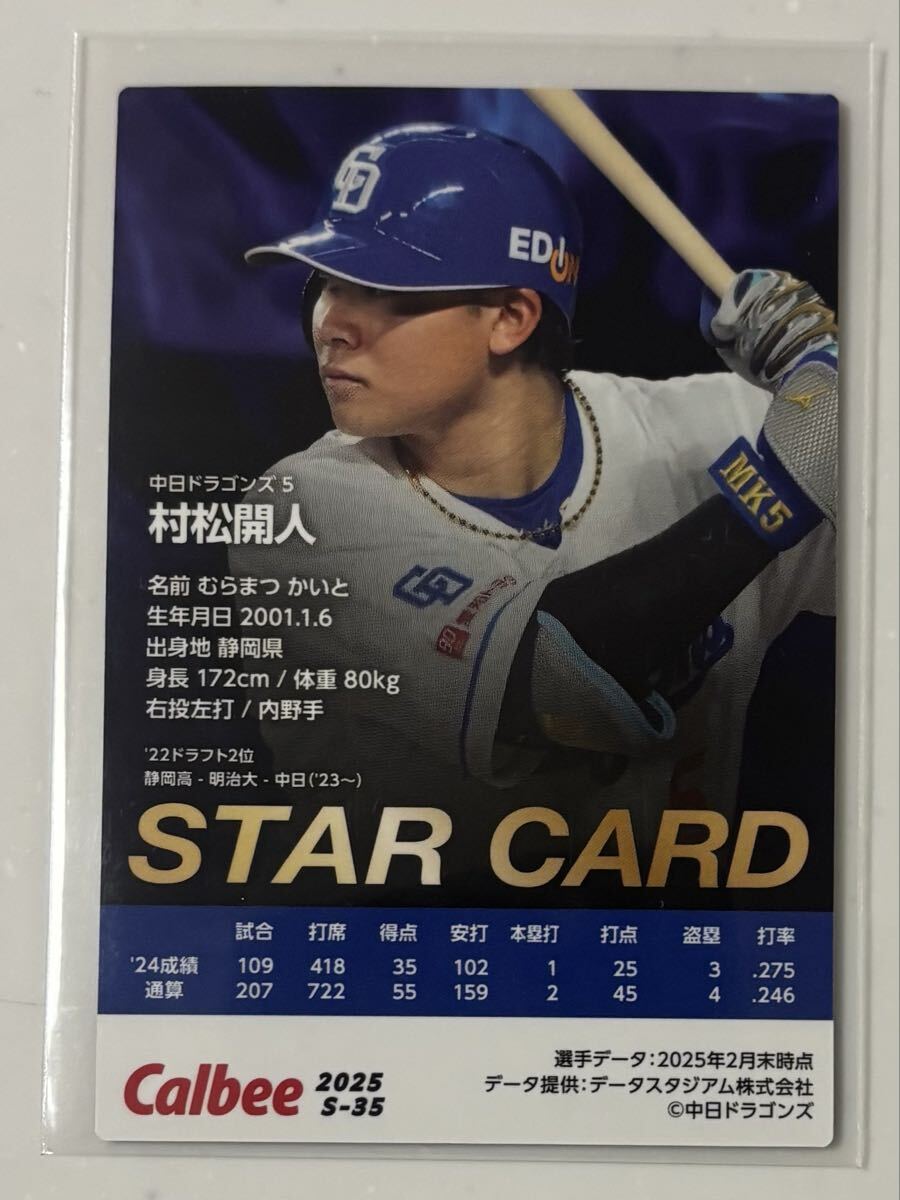 CD
EDION
MK5
中日ドラゴンズ 5
村松開人
名前 むらまつ かいと
生年月日 2001.1.6
出身地 静岡県
身長 172cm / 体重 80kg
右投左打 / 内野手
'22ドラフト2位
静岡高 - 明治大 - 中日('23〜)
STAR CARD
試合 打席 得点 安打 本塁打 打点 盗塁 打率
'24成績 109 418 35 102 1 25 3 .275
通算 207 722 55 159 2 45 4 .246
Calbee 2025
S-35
選手データ:2025年2月末時点
データ提供:データスタジアム株式会社
©中日ドラゴンズ